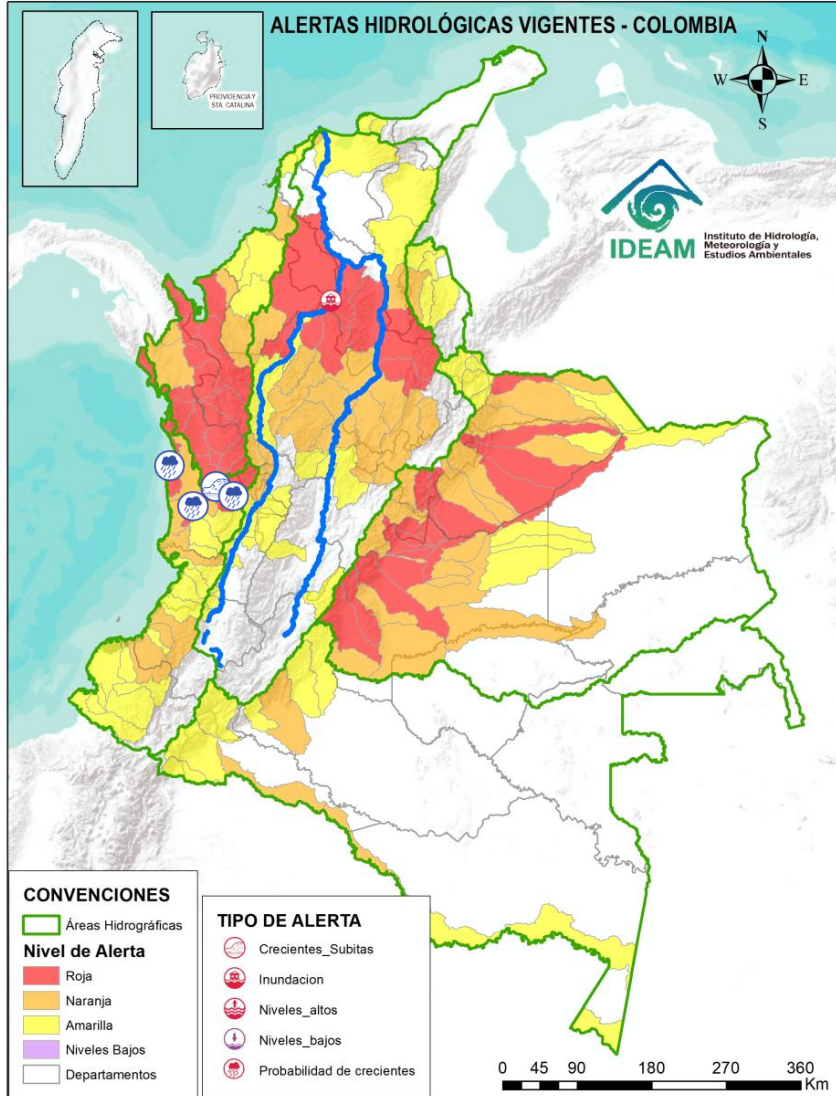 ALERTAS HIDROLÓGICAS VIGENTES - COLOMBIA
PROVIDENCIA Y
STA. CATALINA
N
W
E
S
IDEAM
Instituto de Hidrología,
Meteorología y
Estudios Ambientales
CONVENCIONES
Áreas Hidrográficas
Nivel de Alerta
Roja
Naranja
Amarilla
Niveles Bajos
Departamentos
TIPO DE ALERTA
Crecientes_Subitas
Inundacion
Niveles_altos
Niveles_bajos
Probabilidad de crecientes
0 45 90 180 270 360
Km